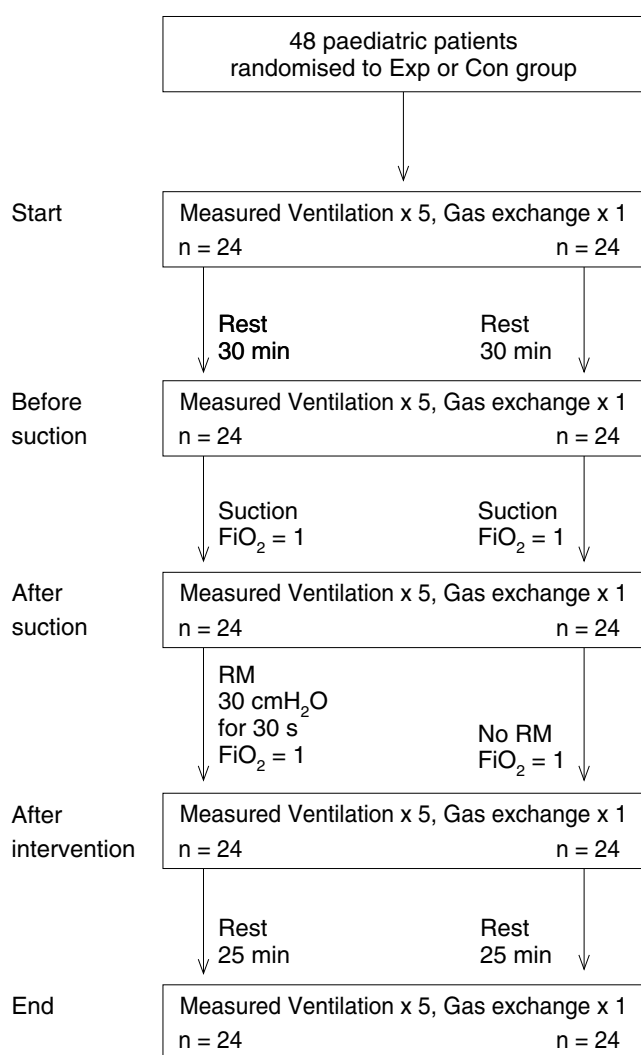 48 paediatric patients
randomised to Exp or Con group
Start
Measured Ventilation x 5, Gas exchange x 1
n = 24 n = 24
Rest Rest
30 min 30 min
Before
suction
Measured Ventilation x 5, Gas exchange x 1
n = 24 n = 24
Suction Suction
FiO₂ = 1 FiO₂ = 1
After
suction
Measured Ventilation x 5, Gas exchange x 1
n = 24 n = 24
RM
30 cmH₂O
for 30 s No RM
FiO₂ = 1 FiO₂ = 1
After
intervention
Measured Ventilation x 5, Gas exchange x 1
n = 24 n = 24
Rest Rest
25 min 25 min
End
Measured Ventilation x 5, Gas exchange x 1
n = 24 n = 24